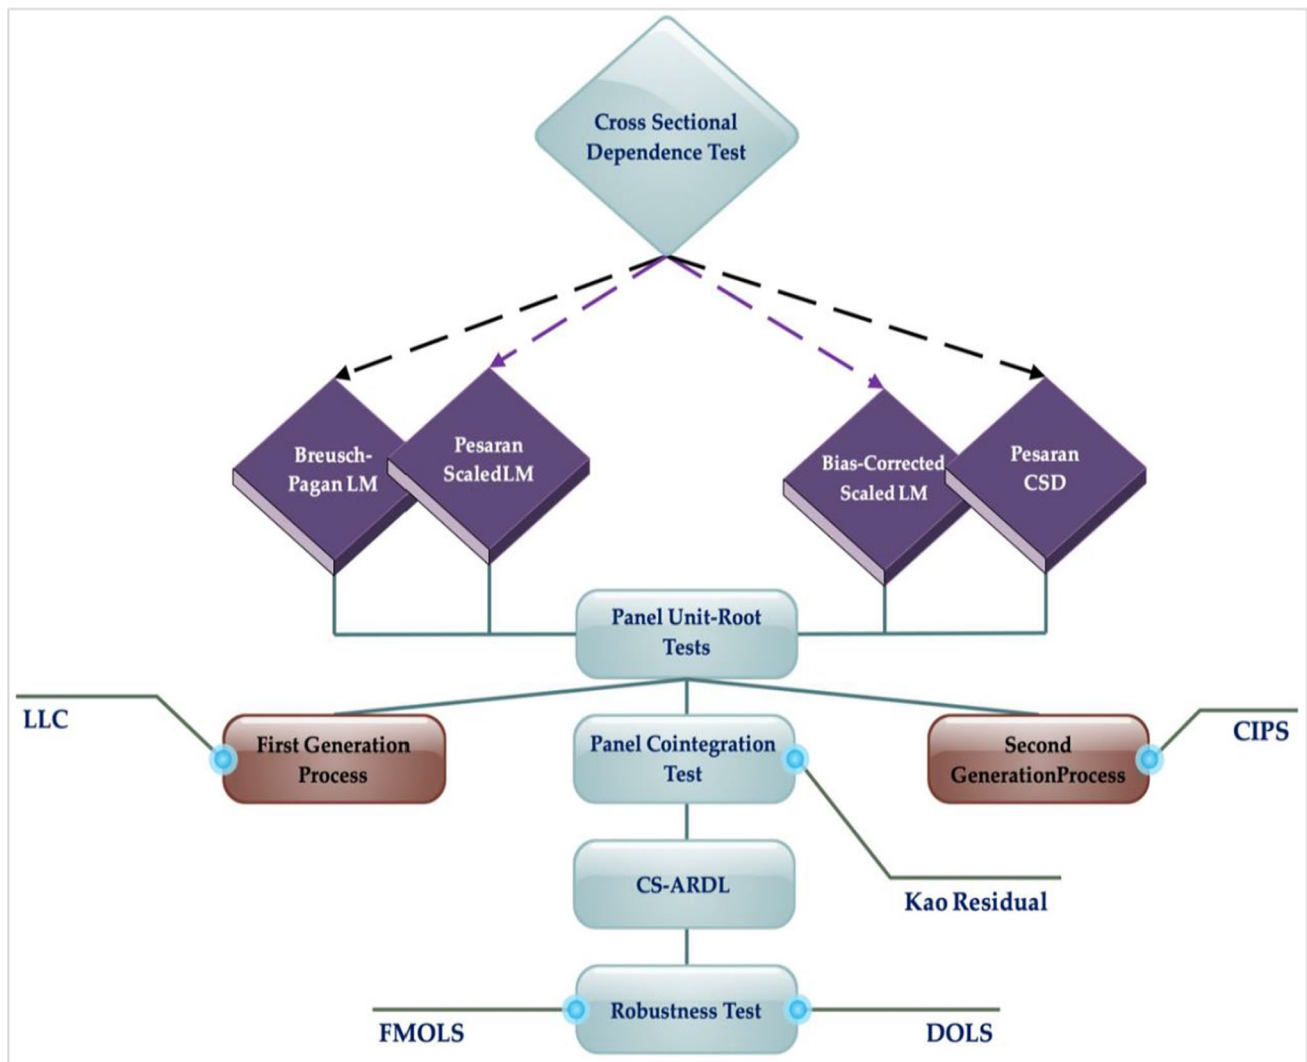 Cross Sectional
Dependence Test
Breusch-
Pagan LM
Pesaran
ScaledLM
Bias-Corrected
Scaled LM
Pesaran
CSD
Panel Unit-Root
Tests
LLC
First Generation
Process
Panel Cointegration
Test
Second
GenerationProcess
CIPS
CS-ARDL
Kao Residual
Robustness Test
FMOLS
DOLS